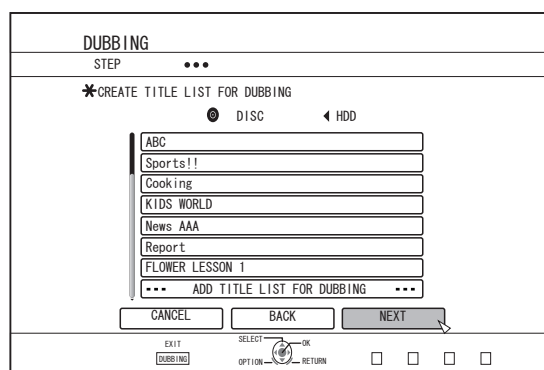 DUBBING
STEP •••
*CREATE TITLE LIST FOR DUBBING
DISC HDD
ABC
Sports!!
Cooking
KIDS WORLD
News AAA
Report
FLOWER LESSON 1
--- ADD TITLE LIST FOR DUBBING ---
CANCEL BACK NEXT
EXIT SELECT OK
DUBBING OPTION RETURN